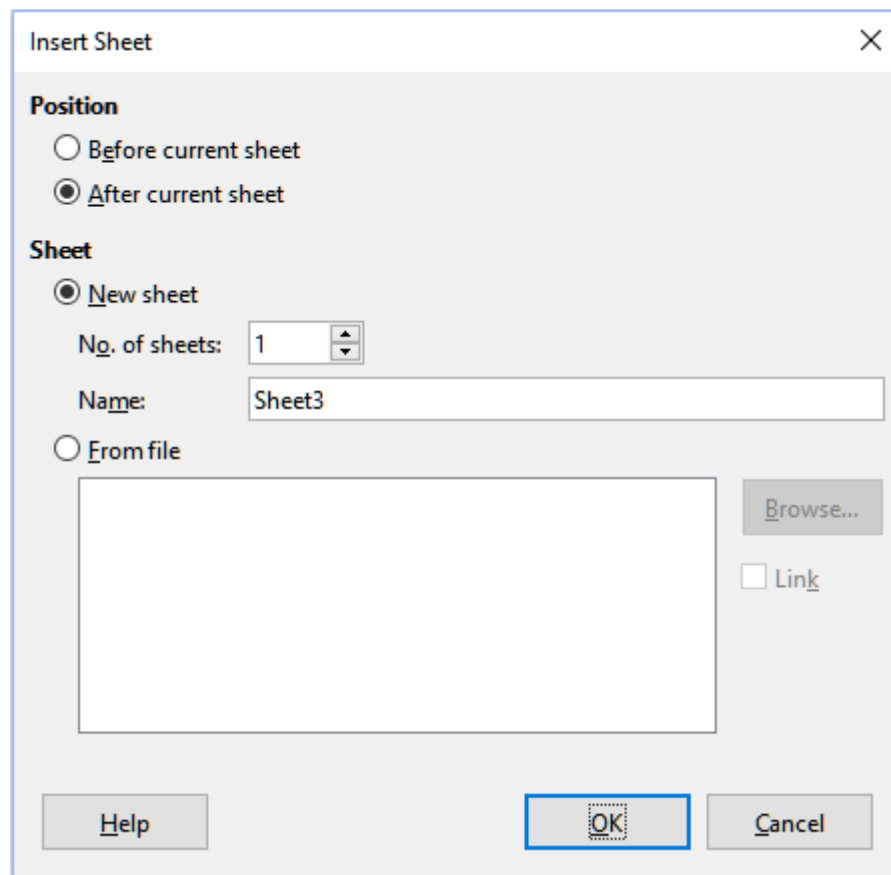 Insert Sheet
Position
Before current sheet
After current sheet
Sheet
New sheet
No. of sheets: 1
Name: Sheet3
From file
Browse...
Link
Help OK Cancel